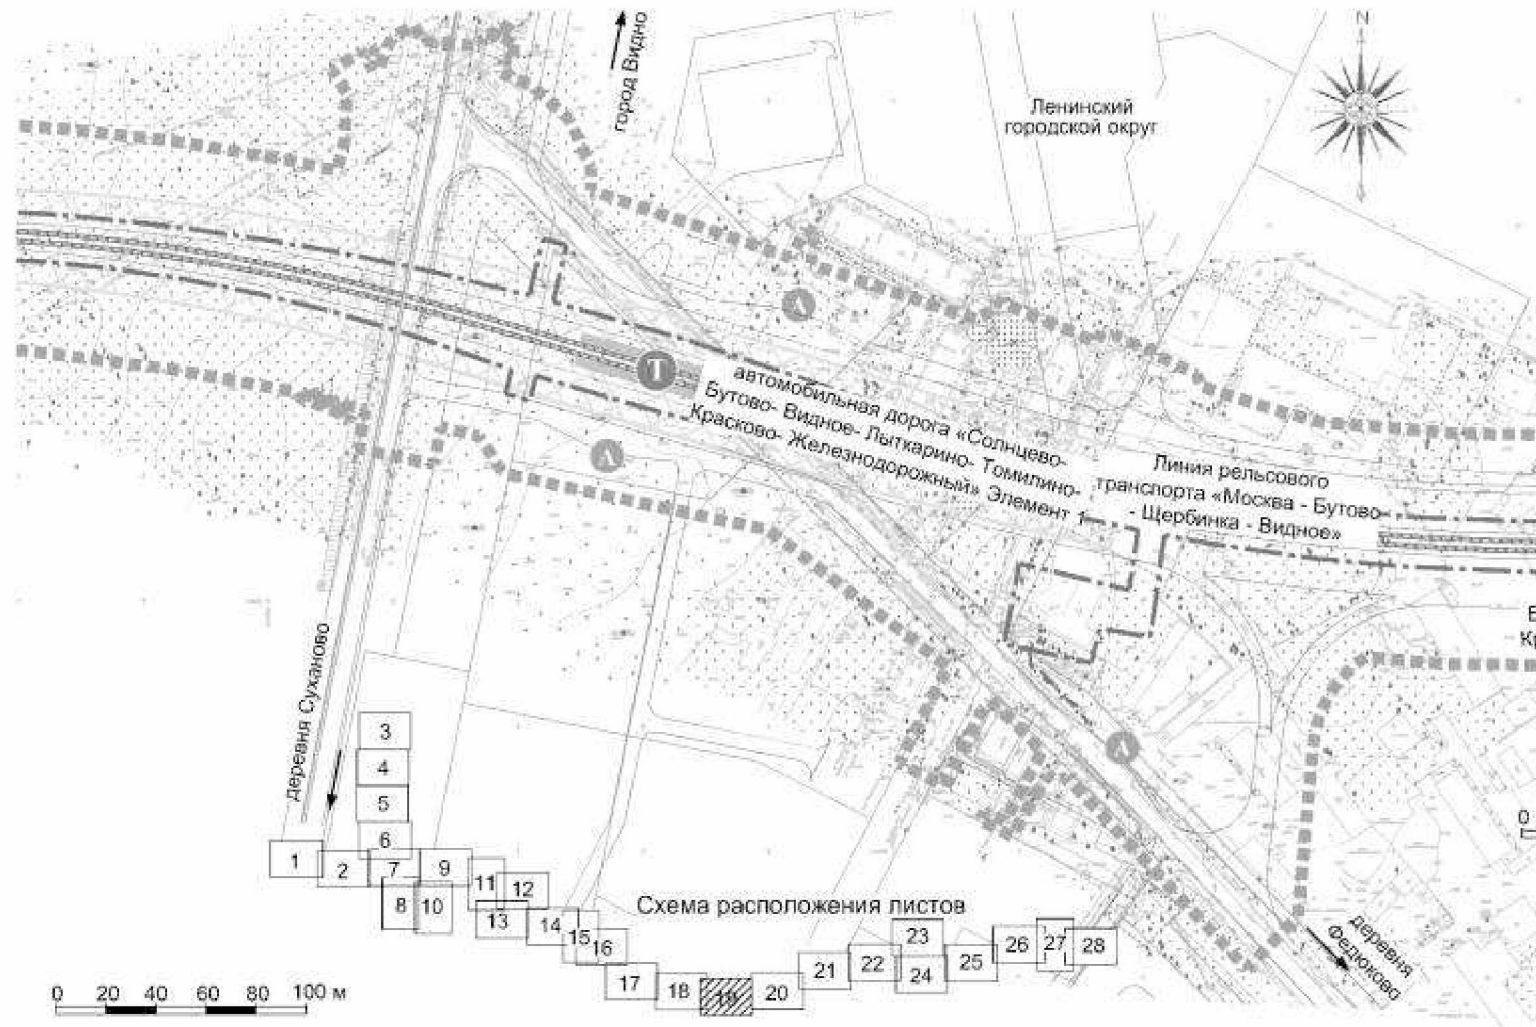 город Видно
N
Ленинский
городской округ
А
Т
автомобильная дорога «Солнцево-
Бутово- Видное- Лыткарино- Томилино-
Красково- Железнодорожный» Элемент 1
Линия рельсового
транспорта «Москва - Бутово
- Щербинка - Видное»
А
Кр
деревня Суханово
А
3
4
5
6
1
2
7
9
8
10
11
12
13
14
15
16
17
18
19
20
21
22
23
24
25
26
27
28
Схема расположения листов
деревня
Федюково
0
0 20 40 60 80 100 м